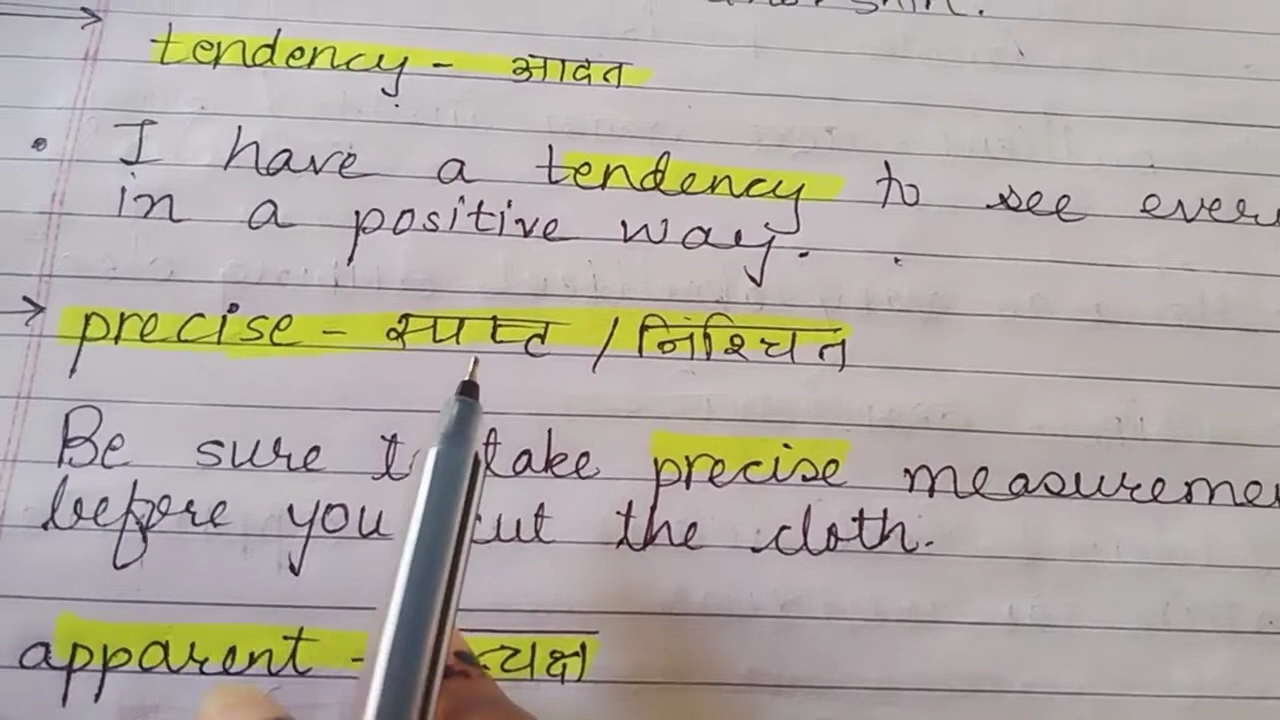 tendency - आदत
I have a tendency to see
in a positive way.
precise - स्पष्ट / निश्चित
Be sure take precise
before you cut the cloth.
apparent -